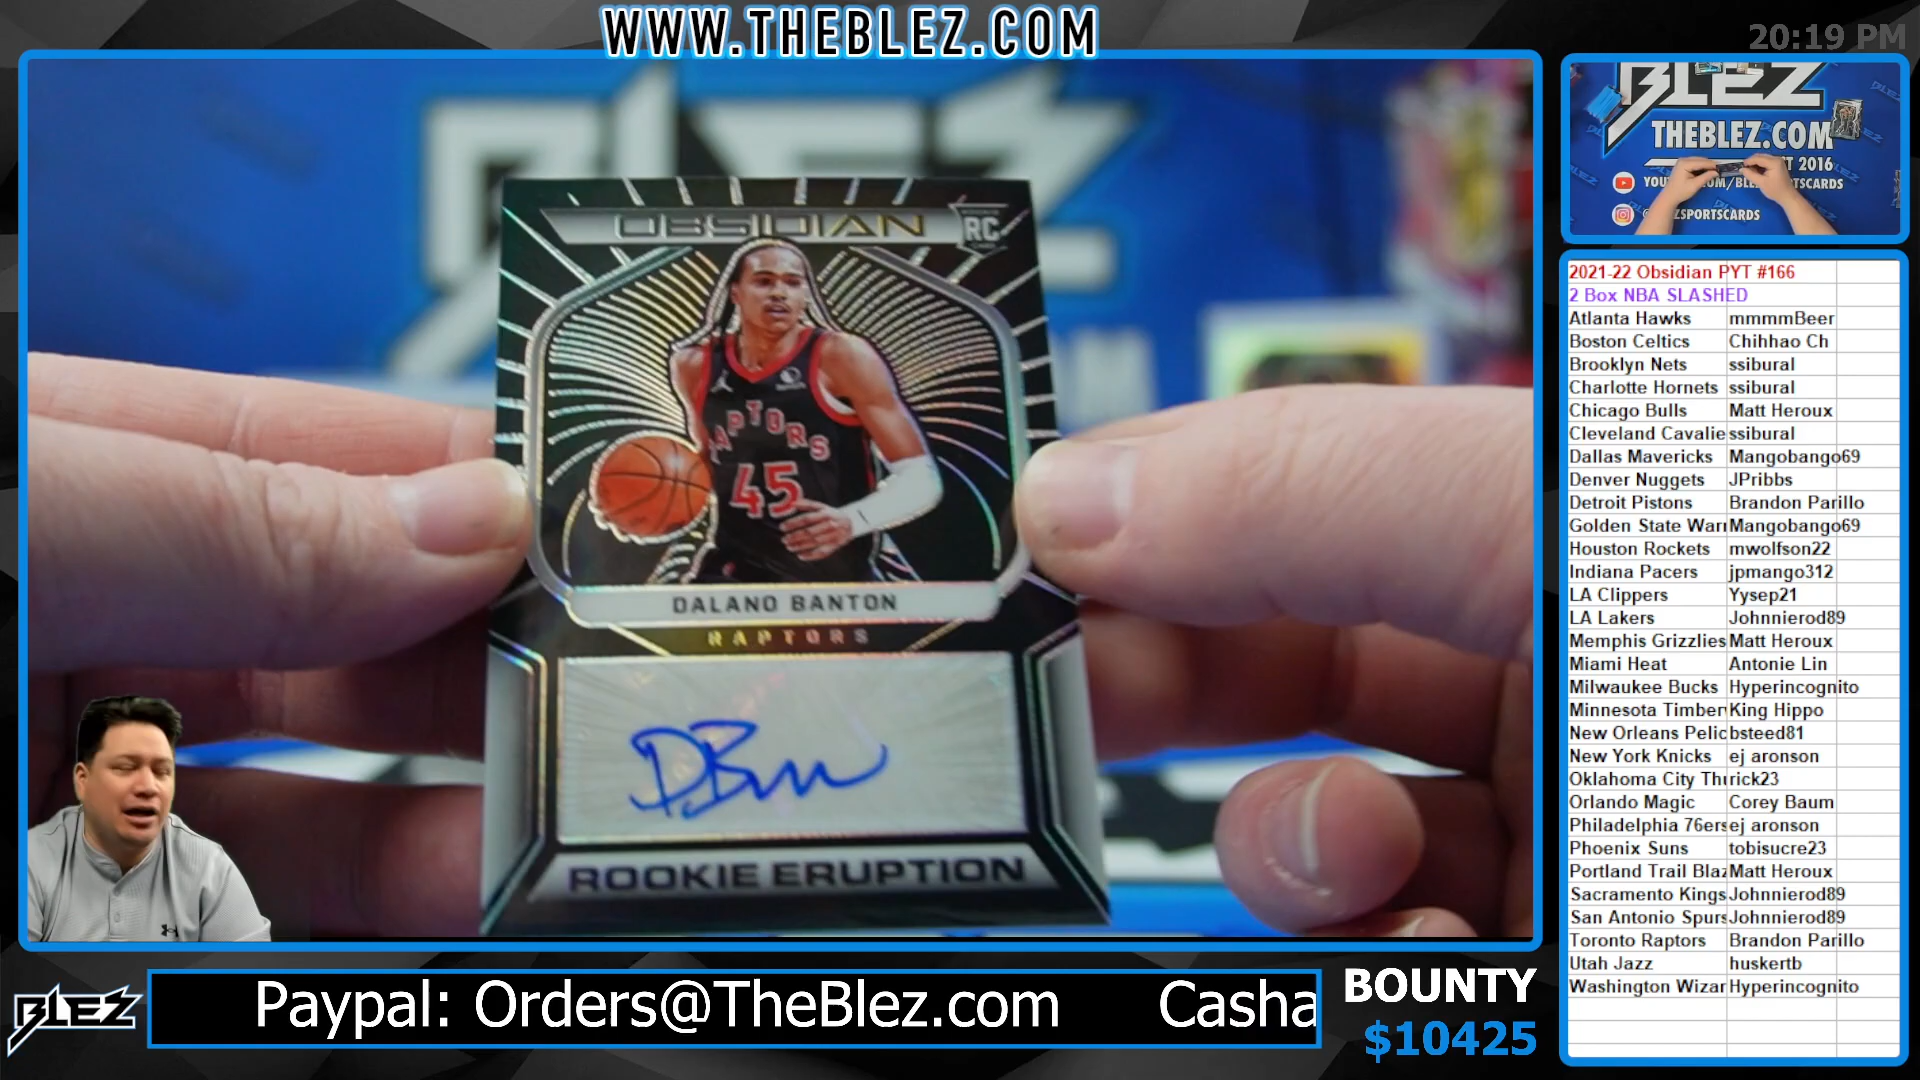 WWW.THEBLEZ.COM
20:19 PM
BLEZ
OBSIDIAN
RC
RAPTORS
45
DALANO BANTON
RAPTORS
ROOKIE ERUPTION
BLEZ
THEBLEZ.COM
2016
2021-22 Obsidian PYT #166
2 Box NBA SLASHED
Atlanta Hawks mmmmBeer
Boston Celtics Chihhao Ch
Brooklyn Nets ssibural
Charlotte Hornets ssibural
Chicago Bulls Matt Heroux
Cleveland Cavalie ssibural
Dallas Mavericks Mangobango69
Denver Nuggets JPribbs
Detroit Pistons Brandon Parillo
Golden State Warr Mangobango69
Houston Rockets mwolfson22
Indiana Pacers jpmango312
LA Clippers Yysep21
LA Lakers Johnnierod89
Memphis Grizzlies Matt Heroux
Miami Heat Antonie Lin
Milwaukee Bucks Hyperincognito
Minnesota Timber King Hippo
New Orleans Pelic bsteed81
New York Knicks ej aronson
Oklahoma City Thu rick23
Orlando Magic Corey Baum
Philadelphia 76ers ej aronson
Phoenix Suns tobisucre23
Portland Trail Blaz Matt Heroux
Sacramento Kings Johnnierod89
San Antonio Spurs Johnnierod89
Toronto Raptors Brandon Parillo
Utah Jazz huskertb
Washington Wizar Hyperincognito
BLEZ
Paypal: Orders@TheBlez.com Casha
BOUNTY
$10425